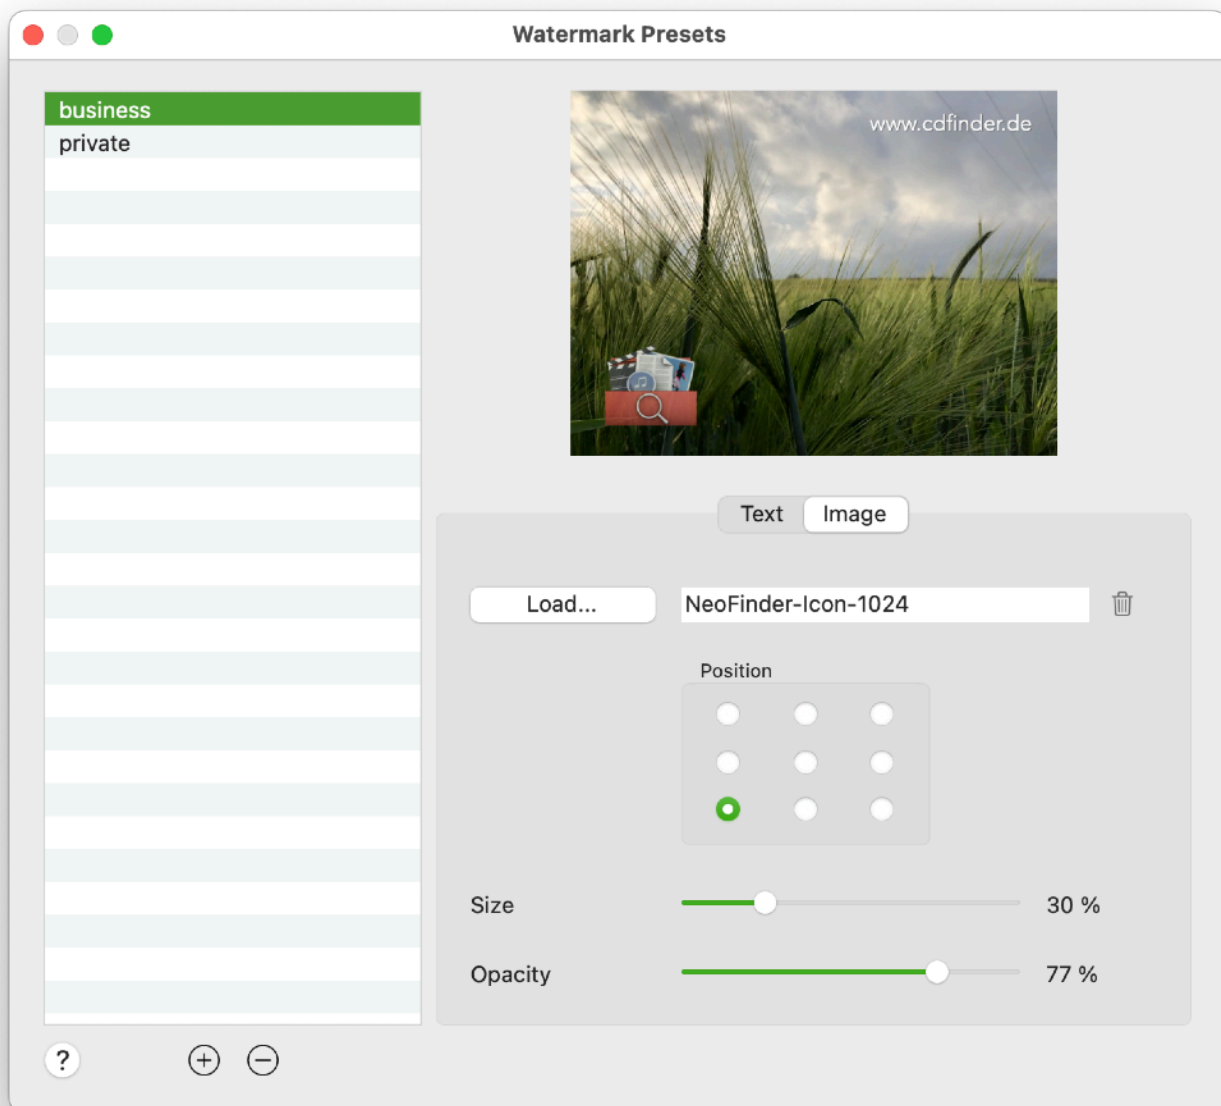 Watermark Presets
business
private
www.cdfinder.de
Text
Image
Load...
NeoFinder-Icon-1024
Position
Size
30 %
Opacity
77 %
?